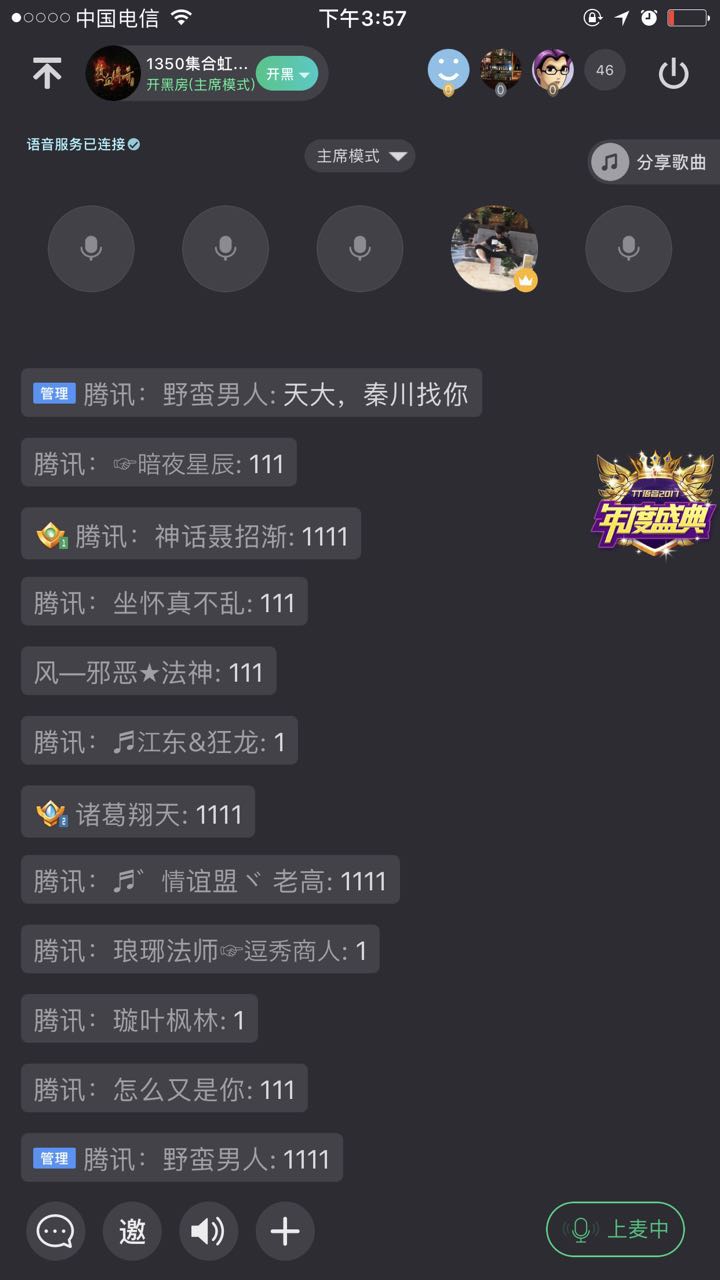 中国电信 下午3:57
1350集合虹... 开黑 46
开黑房(主席模式)
语音服务已连接
主席模式
分享歌曲
管理 腾讯：野蛮男人: 天大，秦川找你
腾讯：☞暗夜星辰: 111
1 腾讯：神话聂招渐: 1111
TT语音2017
年度盛典
腾讯：坐怀真不乱: 111
风—邪恶★法神: 111
腾讯：♬江东&狂龙: 1
2 诸葛翔天: 1111
腾讯：♬゛情谊盟ヾ老高: 1111
腾讯：琅琊法师☞逗秀商人: 1
腾讯：璇叶枫林: 1
腾讯：怎么又是你: 111
管理 腾讯：野蛮男人: 1111
邀 上麦中